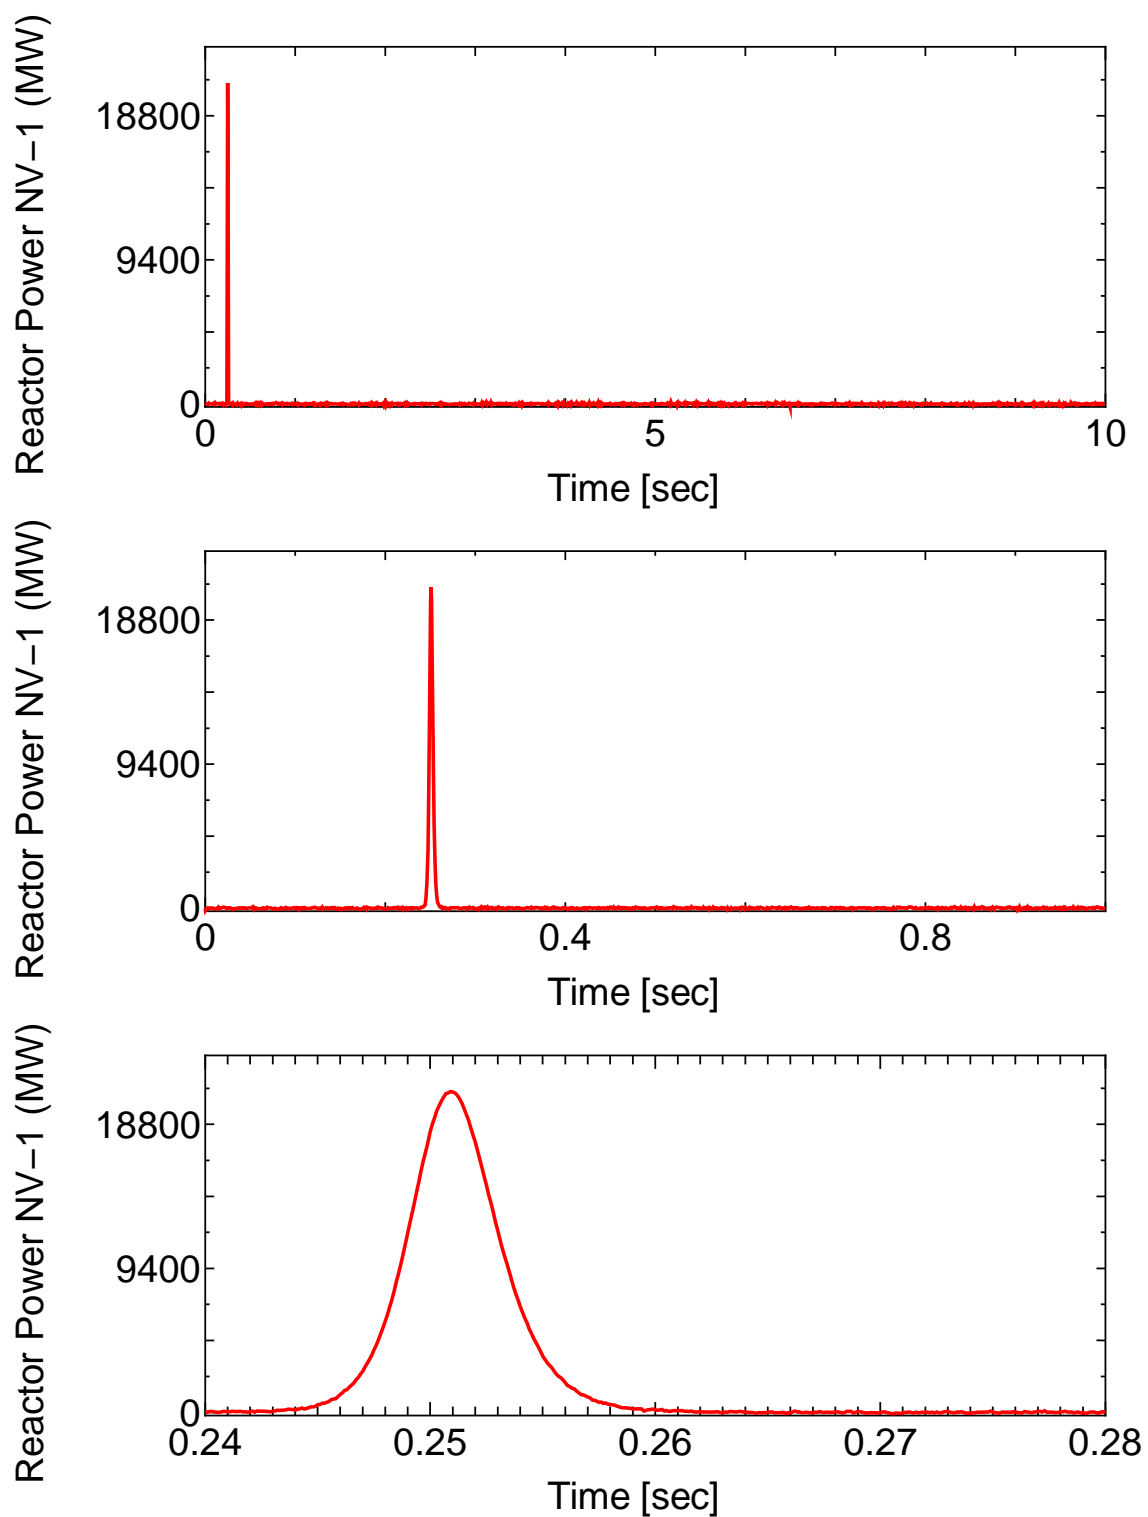 Reactor Power NV−1 (MW)
18800
9400
0
0 5 10
Time [sec]
Reactor Power NV−1 (MW)
18800
9400
0
0 0.4 0.8
Time [sec]
Reactor Power NV−1 (MW)
18800
9400
0
0.24 0.25 0.26 0.27 0.28
Time [sec]